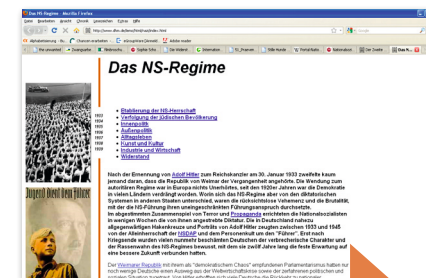 Das NS-Regime - Mozilla Firefox
Datei Bearbeiten Ansicht Chronik Lesezeichen Extras Hilfe
Das NS-Regime
1933
1934
1935
1936
1937
1938
1939
Etablierung der NS-Herrschaft
Verfolgung der jüdischen Bevölkerung
Innenpolitik
Außenpolitik
Alltagsleben
Kunst und Kultur
Industrie und Wirtschaft
Widerstand
Jugend dient dem Führer
Nach der Ernennung von Adolf Hitler zum Reichskanzler am 30. Januar 1933 zweifelte kaum
jemand daran, dass die Republik von Weimar der Vergangenheit angehörte. Die Wendung zum
autoritären Regime war in Europa nichts Unerhörtes, seit den 1920er Jahren war die Demokratie
in vielen Ländern verdrängt worden. Worin sich das NS-Regime aber von den diktatorischen
Systemen in anderen Staaten unterschied, waren die rücksichtslose Vehemenz und die Brutalität,
mit der die NS-Führung ihren uneingeschränkten Führungsanspruch durchsetzte.
Im abgestimmten Zusammenspiel von Terror und Propaganda errichteten die Nationalsozialisten
in wenigen Wochen die von ihnen angestrebte Diktatur. Die in Deutschland nahezu
allgegenwärtigen Hakenkreuze und Porträts von Adolf Hitler zeugten zwischen 1933 und 1945
von der Alleinherrschaft der NSDAP und dem Personenkult um den "Führer". Erst nach
Kriegsende wurde vielen nunmehr beschämten Deutschen der verbrecherische Charakter und
der Rassenwahn des NS-Regimes bewusst, mit dem sie zwölf Jahre lang die feste Erwartung auf
eine bessere Zukunft verbunden hatten.
Der Weimarer Republik mit ihrem als "demokratischem Chaos" empfundenen Parlamentarismus hatten nur
noch wenige Deutsche einen Ausweg aus der Weltwirtschaftskrise sowie der zerfahrenen politischen und